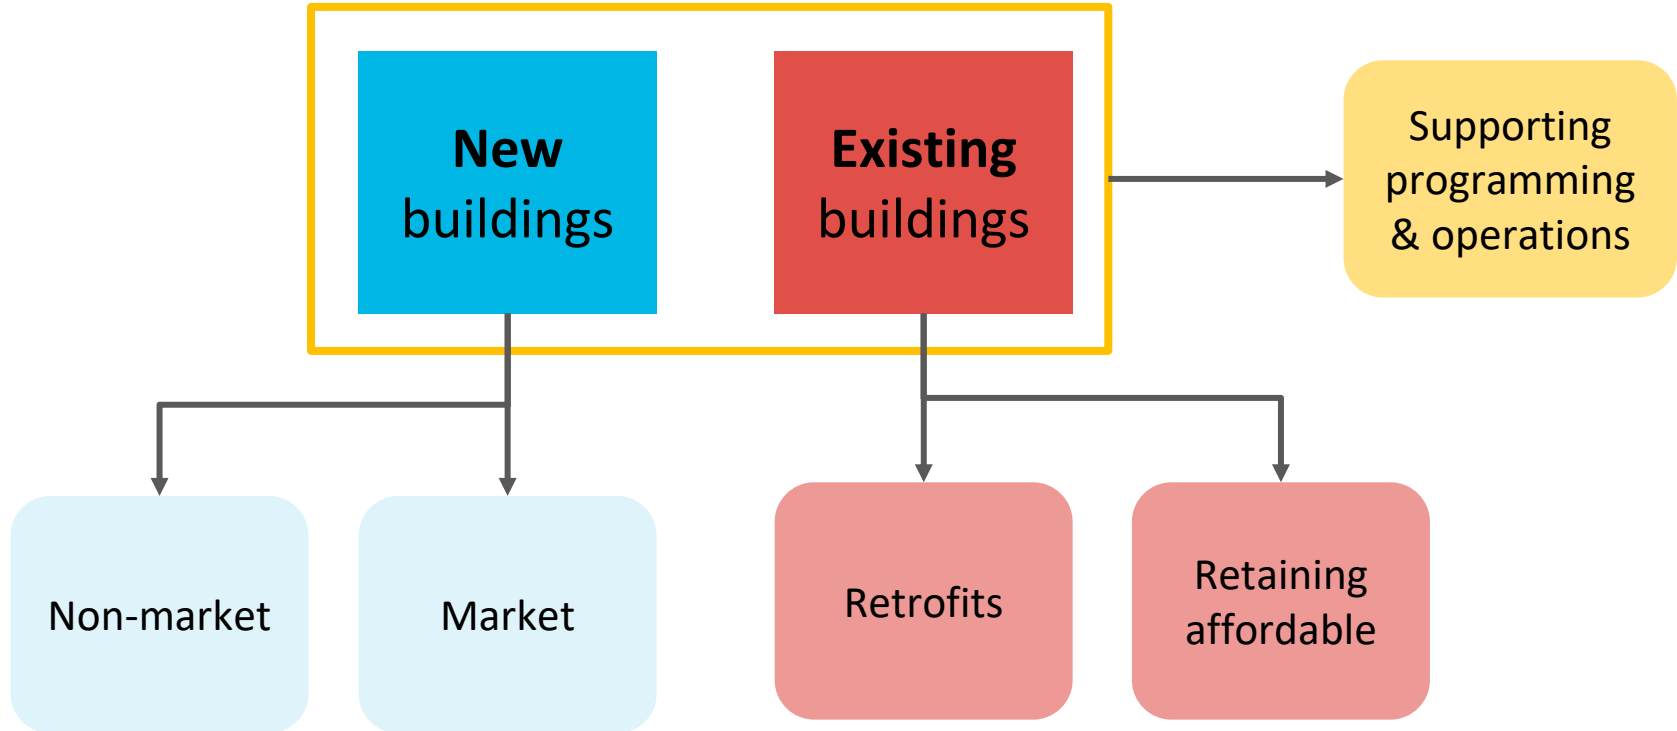 New
buildings
Existing
buildings
Supporting
programming
& operations
Non-market
Market
Retrofits
Retaining
affordable